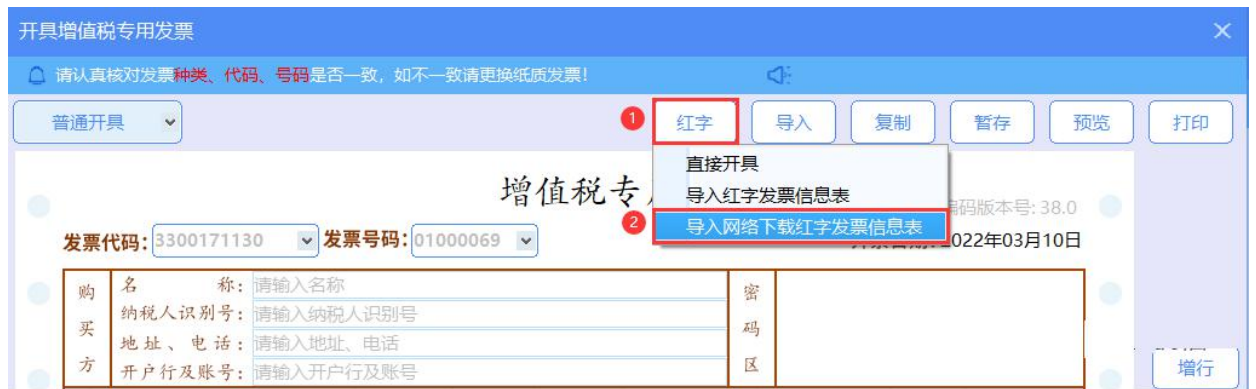 开具增值税专用发票
请认真核对发票种类、代码、号码是否一致，如不一致请更换纸质发票！
普通开具
1 红字 导入 复制 暂存 预览 打印
直接开具
增值税专
导入红字发票信息表
编码版本号: 38.0
2 导入网络下载红字发票信息表
发票代码: 3300171130 发票号码: 01000069
2022年03月10日
购买方
名 称: 请输入名称
纳税人识别号: 请输入纳税人识别号
地址、电话: 请输入地址、电话
开户行及账号: 请输入开户行及账号
密码区
增行